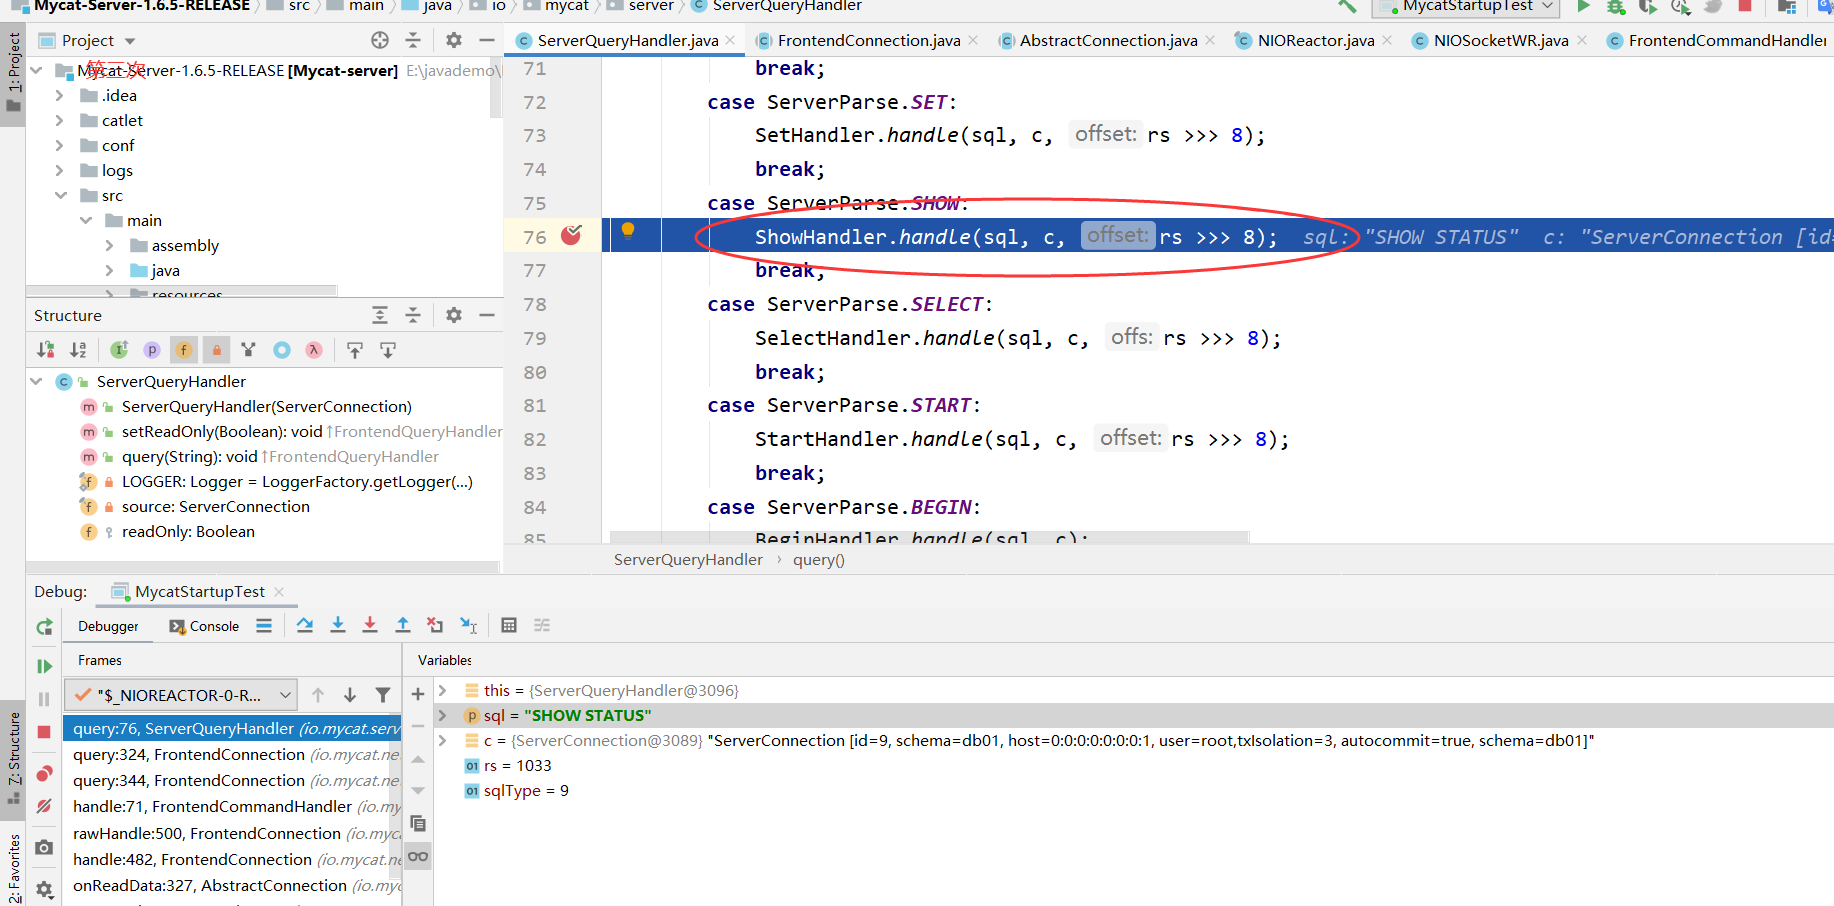 Mycat-Server-1.6.5-RELEASE › src › main › java › io › mycat › server › ServerQueryHandler
MycatStartupTest
1: Project
Project
ServerQueryHandler.java
FrontendConnection.java
AbstractConnection.java
NIOReactor.java
NIOSocketWR.java
FrontendCommandHandler
Mycat-Server-1.6.5-RELEASE [Mycat-server] E:\javademo\
第三次
.idea
catlet
conf
logs
src
main
assembly
java
resources
71 break;
72 case ServerParse.SET:
73 SetHandler.handle(sql, c, offset: rs >>> 8);
74 break;
75 case ServerParse.SHOW:
76 ShowHandler.handle(sql, c, offset: rs >>> 8); sql: "SHOW STATUS" c: "ServerConnection [id=
77 break;
78 case ServerParse.SELECT:
79 SelectHandler.handle(sql, c, offs: rs >>> 8);
80 break;
81 case ServerParse.START:
82 StartHandler.handle(sql, c, offset: rs >>> 8);
83 break;
84 case ServerParse.BEGIN:
85 BeginHandler.handle(sql, c);
ServerQueryHandler › query()
Structure
ServerQueryHandler
ServerQueryHandler(ServerConnection)
setReadOnly(Boolean): void ↑FrontendQueryHandler
query(String): void ↑FrontendQueryHandler
LOGGER: Logger = LoggerFactory.getLogger(...)
source: ServerConnection
readOnly: Boolean
Debug: MycatStartupTest
Debugger
Console
Frames
Variables
"$_NIOREACTOR-0-R...
query:76, ServerQueryHandler (io.mycat.serv
query:324, FrontendConnection (io.mycat.ne
query:344, FrontendConnection (io.mycat.ne
handle:71, FrontendCommandHandler (io.my
rawHandle:500, FrontendConnection (io.myca
handle:482, FrontendConnection (io.mycat.ne
onReadData:327, AbstractConnection (io.myc
this = {ServerQueryHandler@3096}
sql = "SHOW STATUS"
c = {ServerConnection@3089} "ServerConnection [id=9, schema=db01, host=0:0:0:0:0:0:0:1, user=root,txIsolation=3, autocommit=true, schema=db01]"
rs = 1033
sqlType = 9
7: Structure
2: Favorites